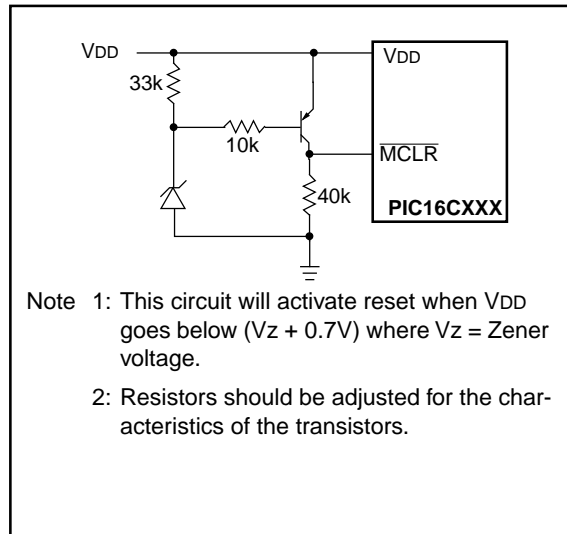 VDD
VDD
33k
10k
MCLR
40k
PIC16CXXX
Note 1: This circuit will activate reset when VDD
goes below (Vz + 0.7V) where Vz = Zener
voltage.
2: Resistors should be adjusted for the char-
acteristics of the transistors.